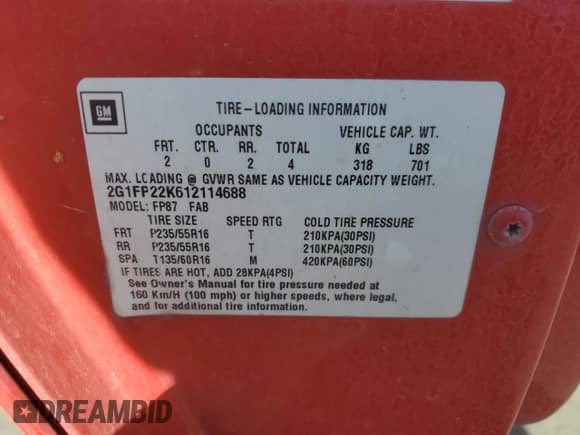 GM
TIRE-LOADING INFORMATION
OCCUPANTS VEHICLE CAP. WT.
FRT. CTR. RR. TOTAL KG LBS
2 0 2 4 318 701
MAX. LOADING @ GVWR SAME AS VEHICLE CAPACITY WEIGHT.
2G1FP22K612114688
MODEL: FP87 FAB
TIRE SIZE SPEED RTG COLD TIRE PRESSURE
FRT P235/55R16 T 210KPA(30PSI)
RR P235/55R16 T 210KPA(30PSI)
SPA T135/60R16 M 420KPA(60PSI)
IF TIRES ARE HOT, ADD 28KPA(4PSI)
See Owner's Manual for tire pressure needed at
160 Km/H (100 mph) or higher speeds, where legal,
and for additional tire information.
DREAMBID